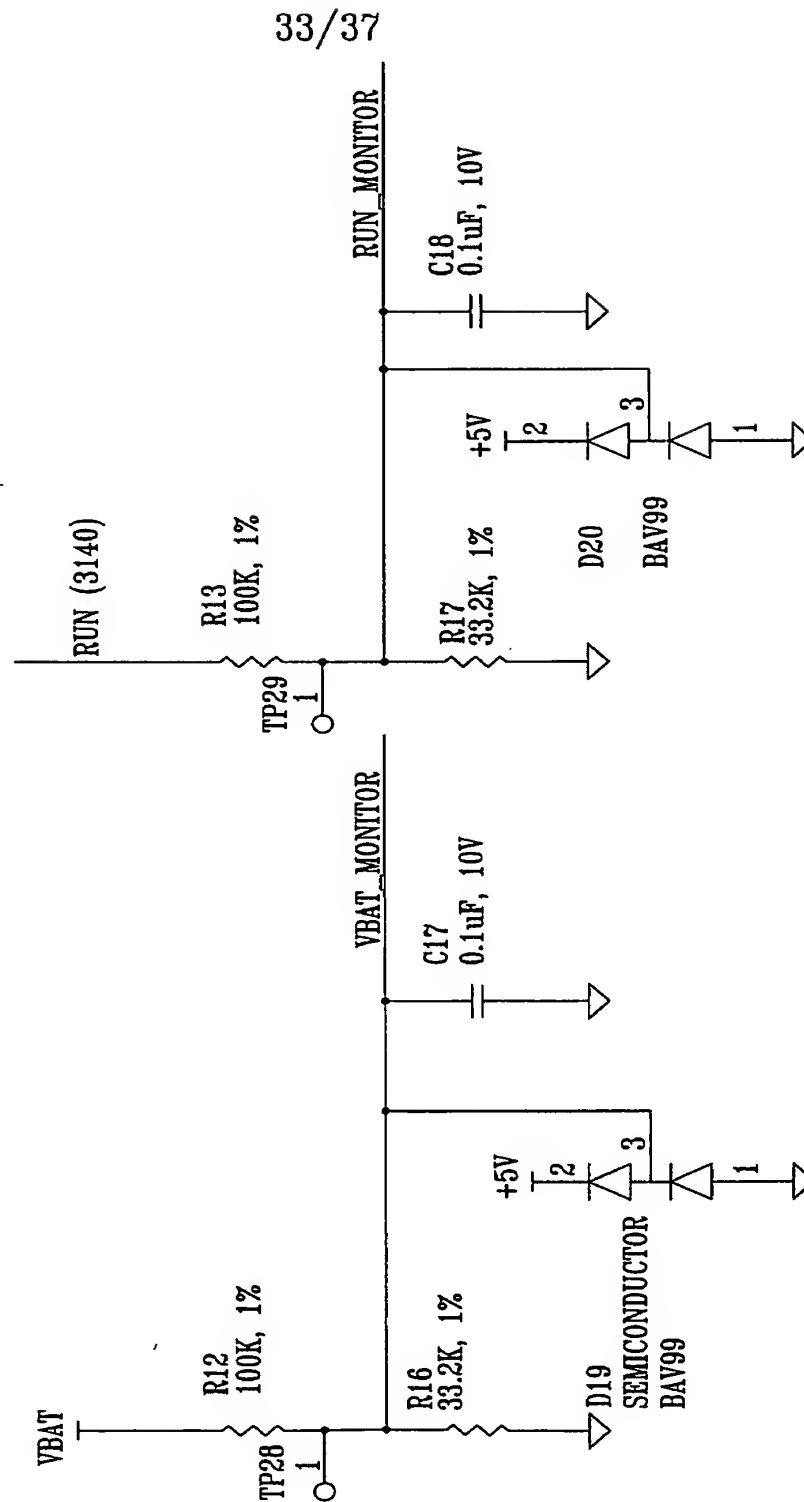 33/37
VBAT
R12
100K, 1%
TP28
1
R16
33.2K, 1%
VBAT_MONITOR
C17
0.1uF, 10V
+5V
2
3
1
D19
SEMICONDUCTOR
BAV99
RUN (3140)
R13
100K, 1%
TP29
1
R17
33.2K, 1%
RUN_MONITOR
C18
0.1uF, 10V
+5V
2
3
1
D20
BAV99